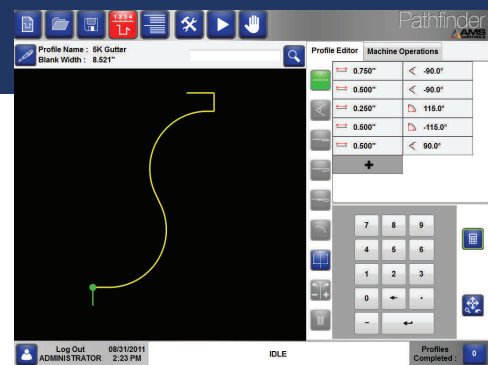 1 2 3 4
Pathfinder
AMS
CONTROLS
Profile Name : 5K Gutter
Blank Width : 8.521"
Profile Editor Machine Operations
0.750" -90.0°
0.500" -90.0°
0.250" 115.0°
0.500" -115.0°
0.500" 90.0°
+
7 8 9
4 5 6
1 2 3
0 ← .
- ↵
Log Out 08/31/2011
ADMINISTRATOR 2:23 PM
IDLE
Profiles
Completed : 0